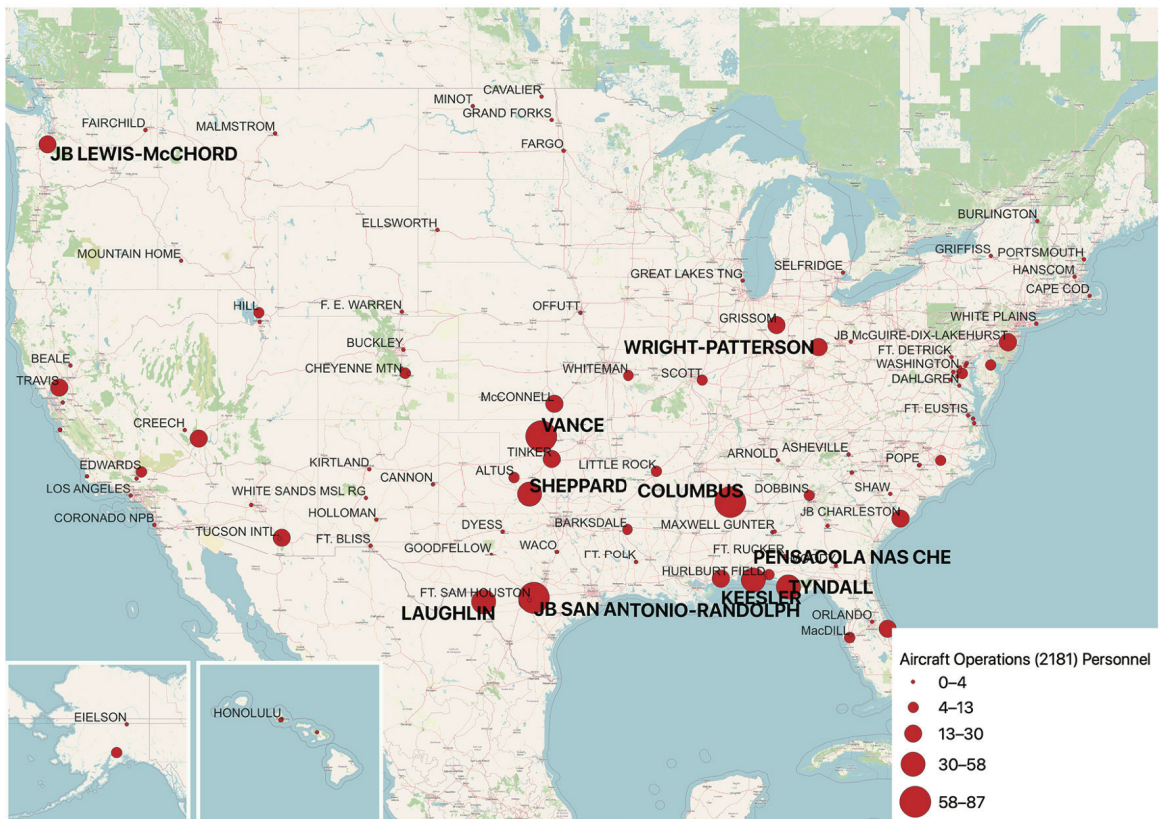 CAVALIER
MINOT
GRAND FORKS
FAIRCHILD
MALMSTROM
FARGO
JB LEWIS-McCHORD
BURLINGTON
ELLSWORTH
MOUNTAIN HOME
GRIFFISS
PORTSMOUTH
SELFRIDGE
HANSCOM
GREAT LAKES TNG
CAPE COD
HILL
F. E. WARREN
OFFUTT
WHITE PLAINS
GRISSOM
JB McGUIRE-DIX-LAKEHURST
BUCKLEY
WRIGHT-PATTERSON
FT. DETRICK
BEALE
CHEYENNE MTN
WHITEMAN
SCOTT
WASHINGTON
TRAVIS
DAHLGREN
McCONNELL
FT. EUSTIS
CREECH
VANCE
TINKER
ARNOLD
ASHEVILLE
POPE
EDWARDS
KIRTLAND
CANNON
ALTUS
LITTLE ROCK
LOS ANGELES
WHITE SANDS MSL RG
SHEPPARD
COLUMBUS
DOBBINS
SHAW
HOLLOMAN
JB CHARLESTON
CORONADO NPB
TUCSON INTL
FT. BLISS
DYESS
BARKSDALE
MAXWELL GUNTER
GOODFELLOW
WACO
FT. POLK
FT. RUCKER
PENSACOLA NAS CHE
HURLBURT FIELD
TYNDALL
FT. SAM HOUSTON
KEESLER
LAUGHLIN
JB SAN ANTONIO-RANDOLPH
ORLANDO
MacDILL
EIELSON
HONOLULU
Aircraft Operations (2181) Personnel
0–4
4–13
13–30
30–58
58–87